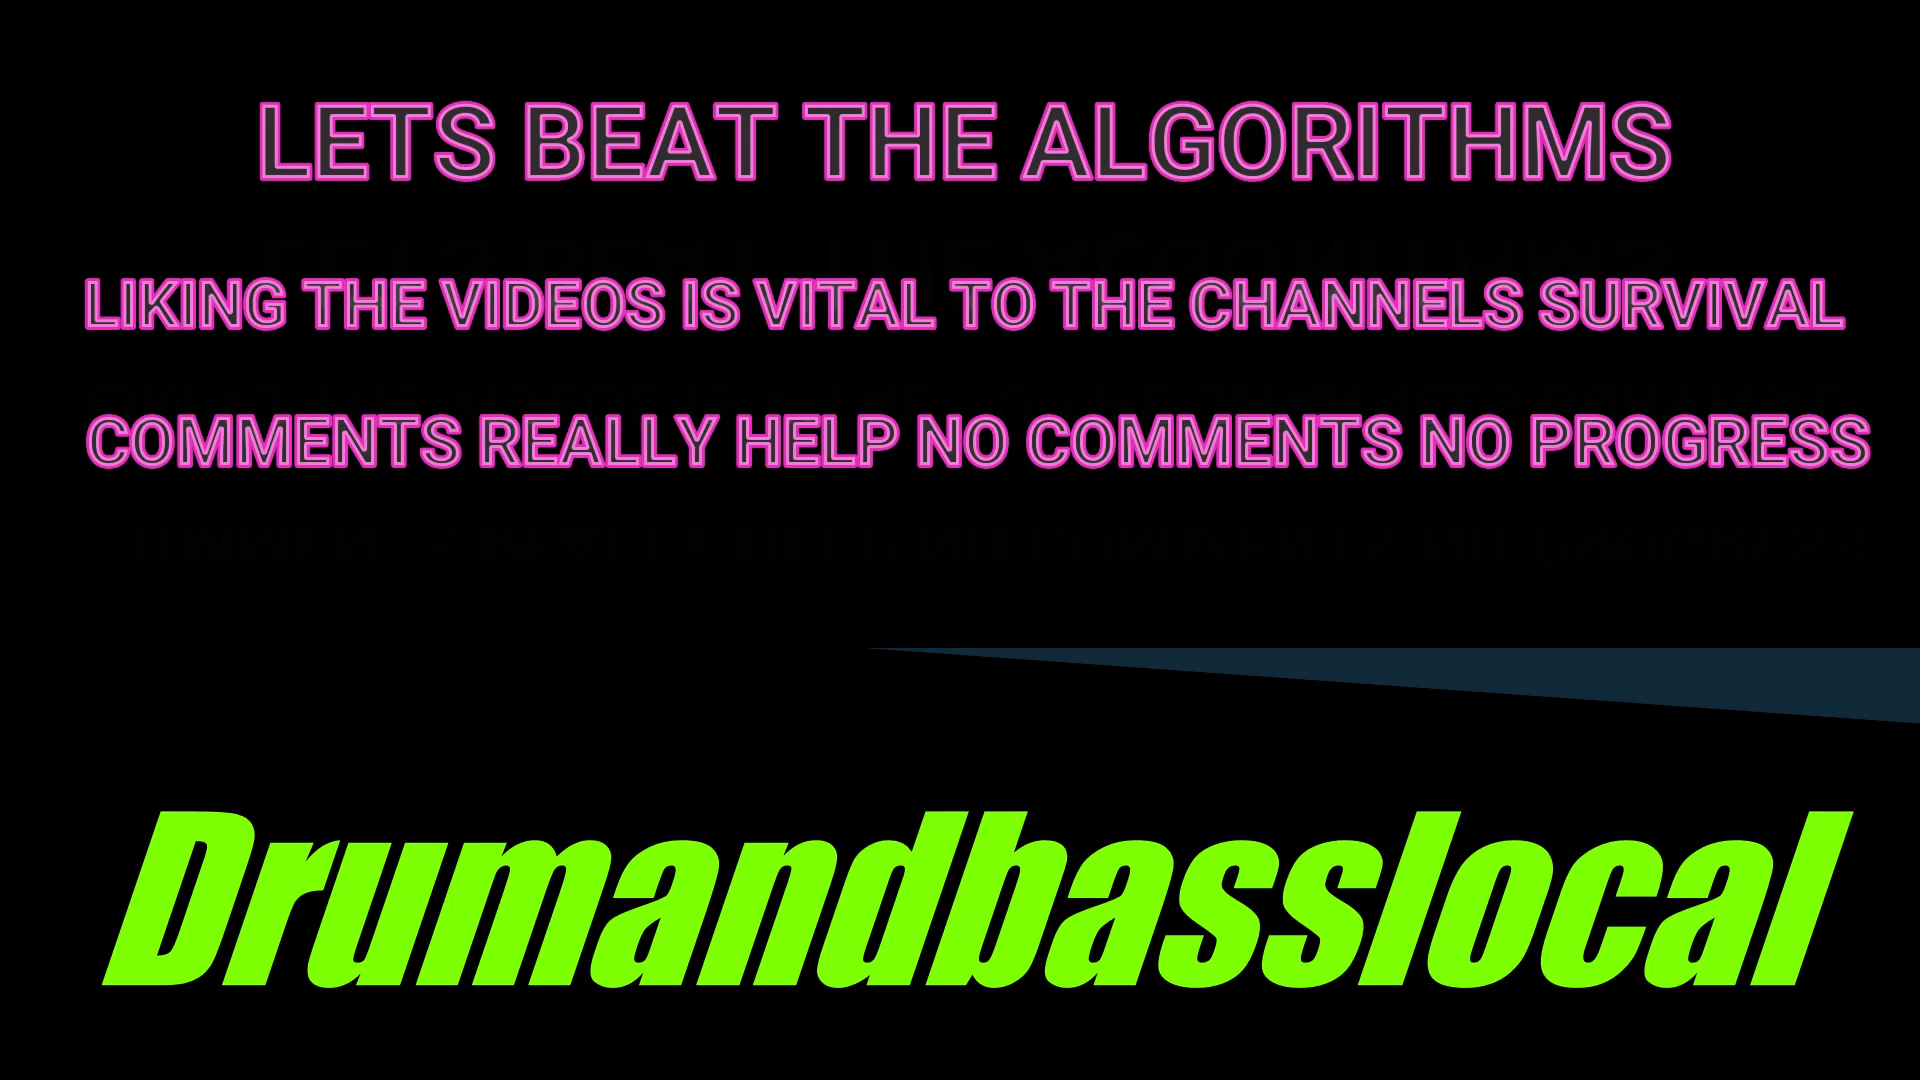 LETS BEAT THE ALGORITHMS
LIKING THE VIDEOS IS VITAL TO THE CHANNELS SURVIVAL
COMMENTS REALLY HELP NO COMMENTS NO PROGRESS
Drumandbasslocal